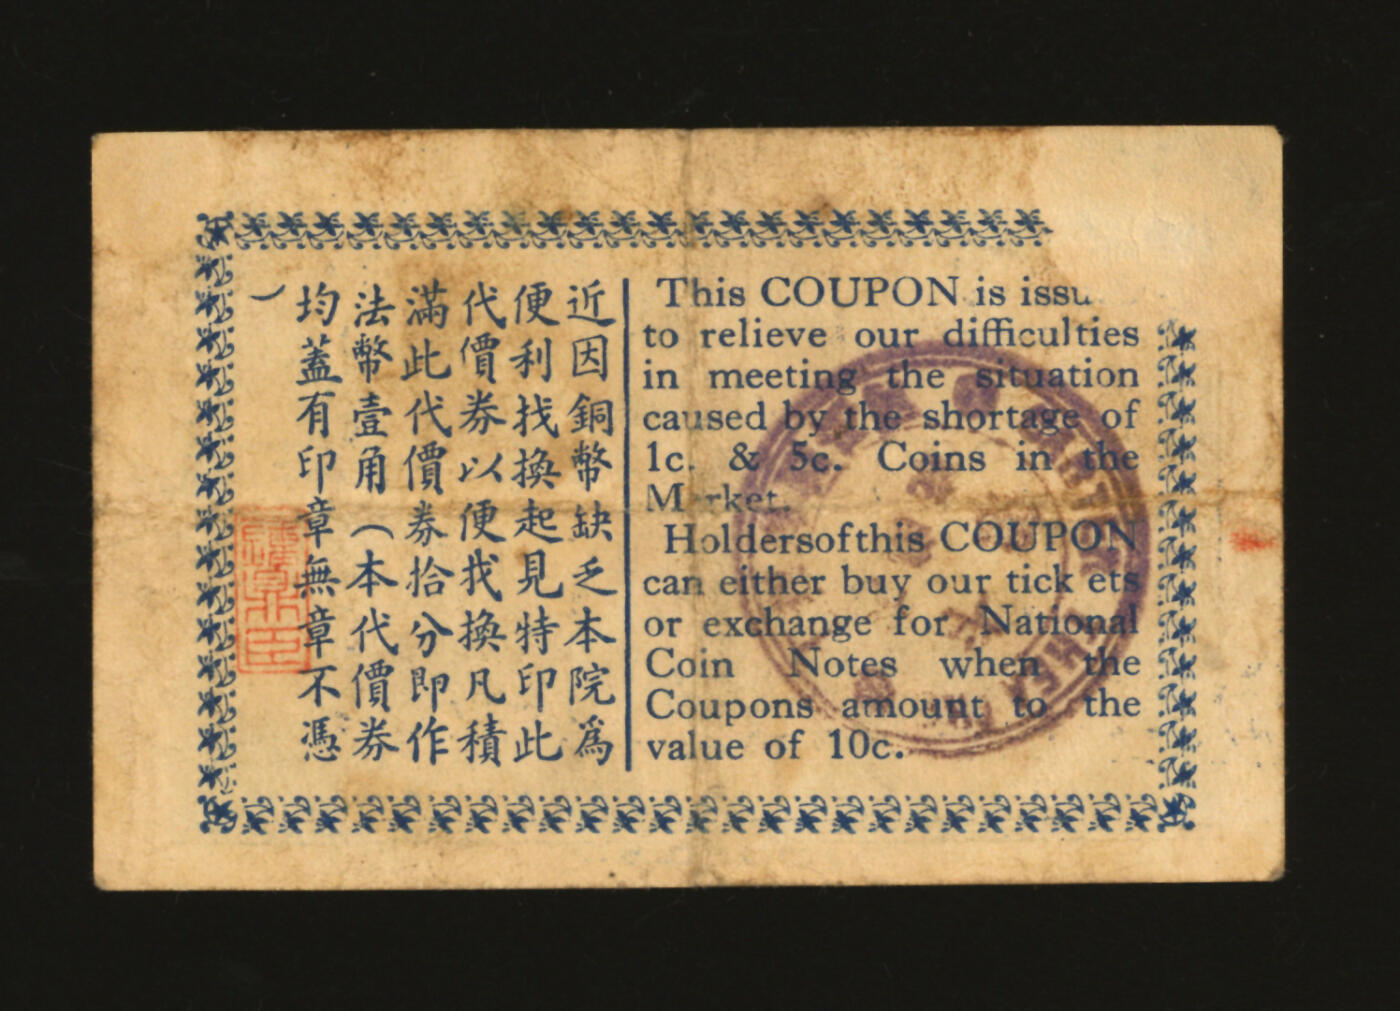 近因銅幣缺乏本院爲
便利找換起見特印此
代價券以便找換凡積
滿此代價券拾分即作
法幣壹角（本代價券
均蓋有印章無章不憑
）
This COUPON is issu
to relieve our difficulties
in meeting the situation
caused by the shortage of
1c. & 5c. Coins in the
Market.
Holdersofthis COUPON
can either buy our tick ets
or exchange for National
Coin Notes when the
Coupons amount to the
value of 10c.